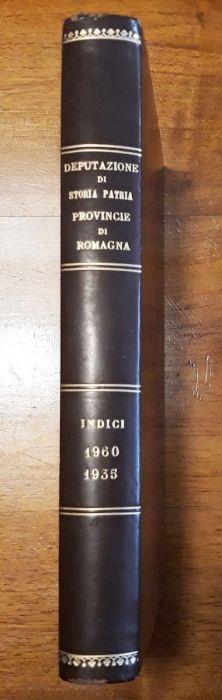 DEPUTAZIONE
DI
STORIA PATRIA
PROVINCIE
DI
ROMAGNA
INDICI
1960
1935